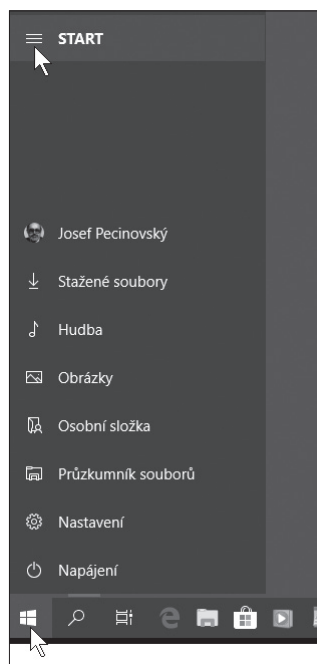 START
Josef Pecinovský
Stažené soubory
Hudba
Obrázky
Osobní složka
Průzkumník souborů
Nastavení
Napájení